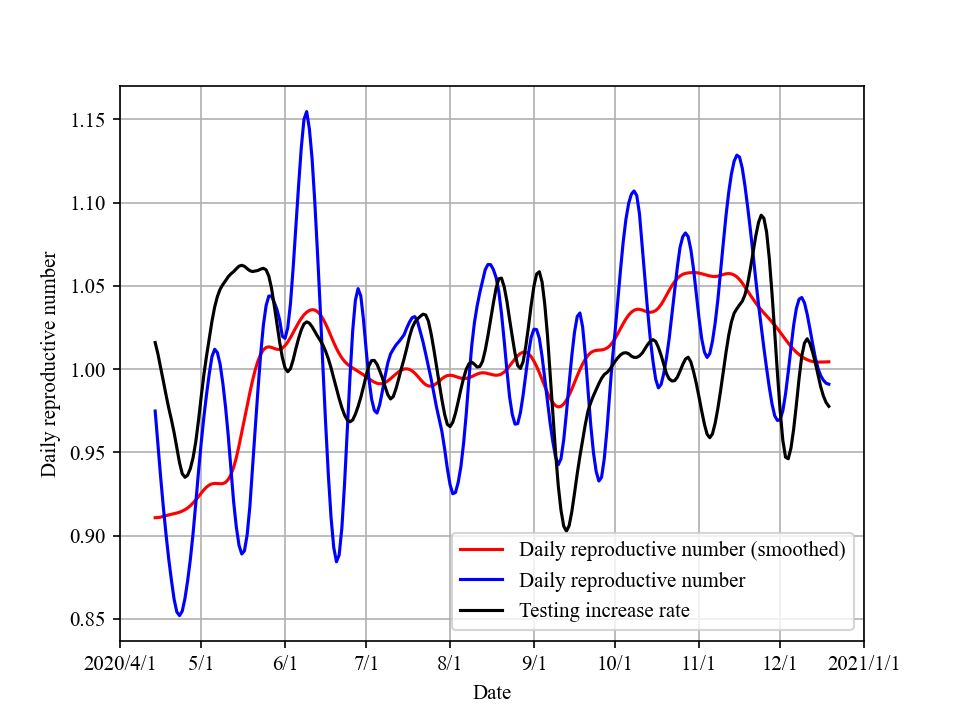 Daily reproductive number
1.15
1.10
1.05
1.00
0.95
0.90
0.85
Daily reproductive number (smoothed)
Daily reproductive number
Testing increase rate
2020/4/1 5/1 6/1 7/1 8/1 9/1 10/1 11/1 12/1 2021/1/1
Date